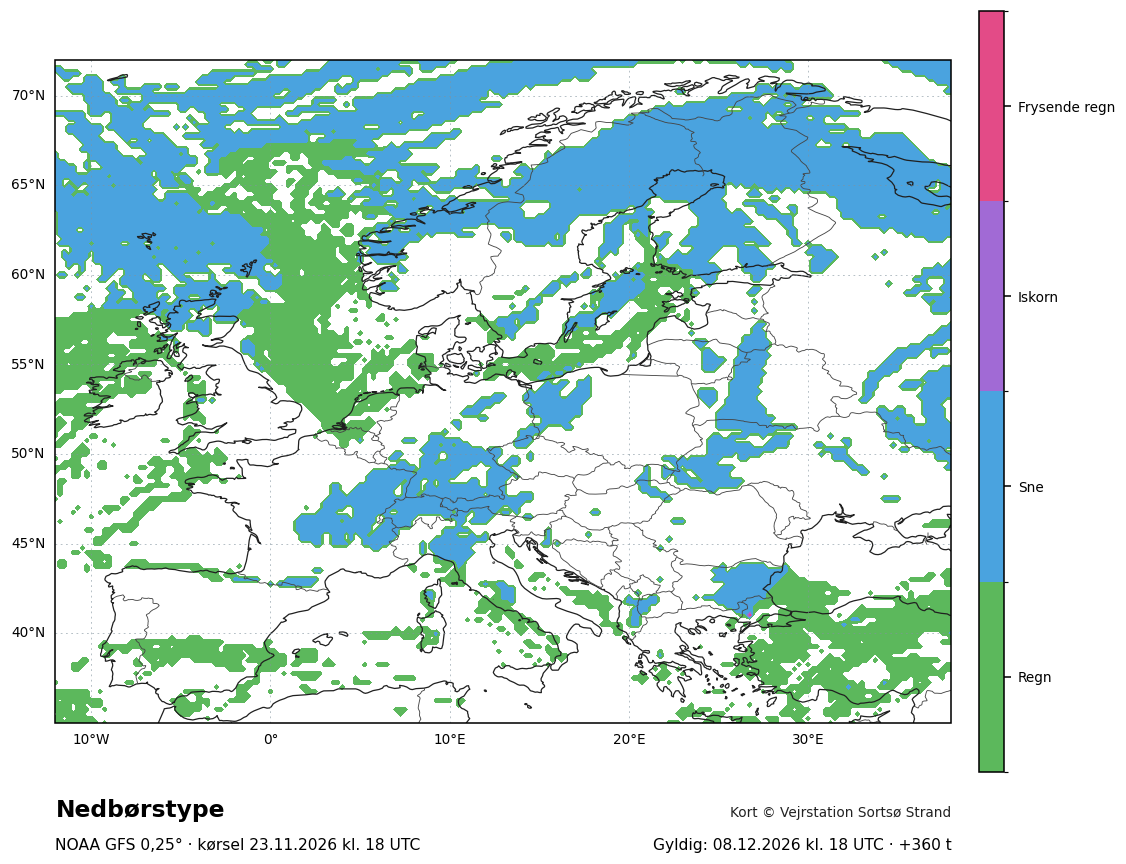 70°N
65°N
60°N
55°N
50°N
45°N
40°N
10°W
0°
10°E
20°E
30°E
Frysende regn
Iskorn
Sne
Regn
Nedbørstype
Kort © Vejrstation Sortsø Strand
NOAA GFS 0,25° · kørsel 23.11.2026 kl. 18 UTC
Gyldig: 08.12.2026 kl. 18 UTC · +360 t